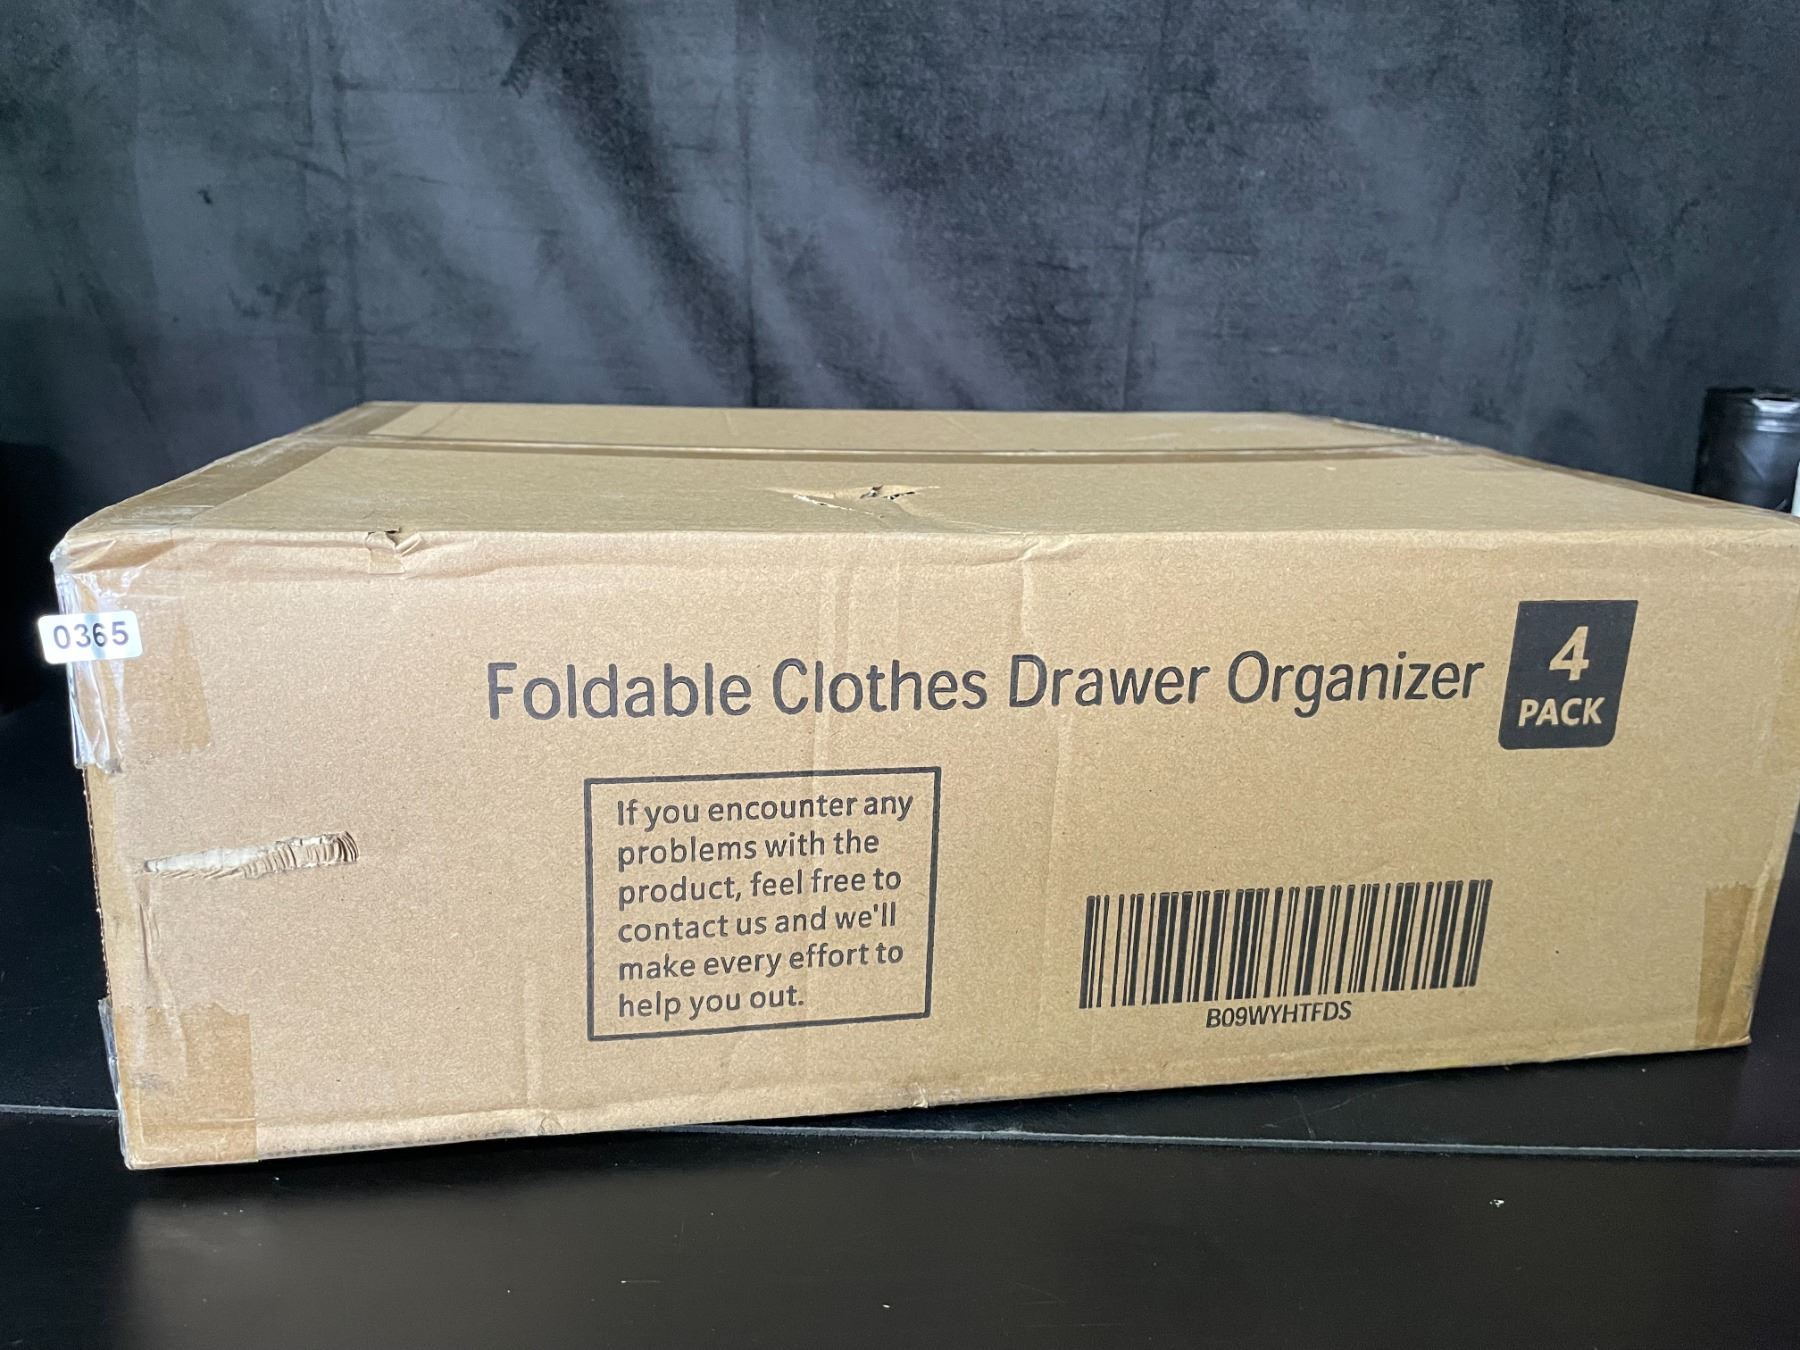 0365
Foldable Clothes Drawer Organizer
4
PACK
If you encounter any
problems with the
product, feel free to
contact us and we'll
make every effort to
help you out.
B09WYHTFDS